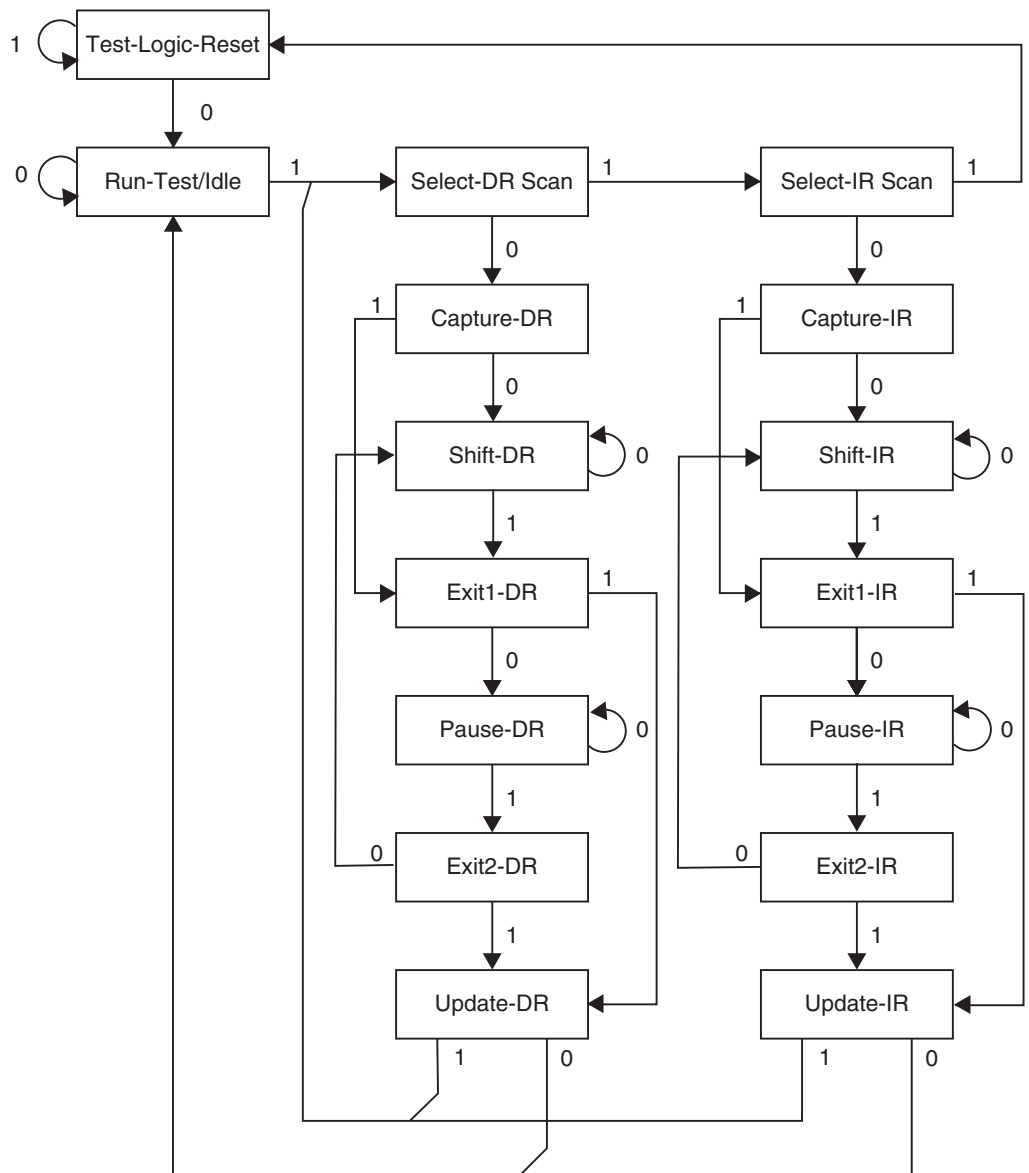 1
Test-Logic-Reset
0
0
Run-Test/Idle
1
Select-DR Scan
1
Select-IR Scan
1
0
0
1
Capture-DR
1
Capture-IR
0
0
Shift-DR
0
Shift-IR
0
1
1
Exit1-DR
1
Exit1-IR
1
0
0
Pause-DR
0
Pause-IR
0
1
1
0
Exit2-DR
0
Exit2-IR
1
1
Update-DR
Update-IR
1
0
1
0